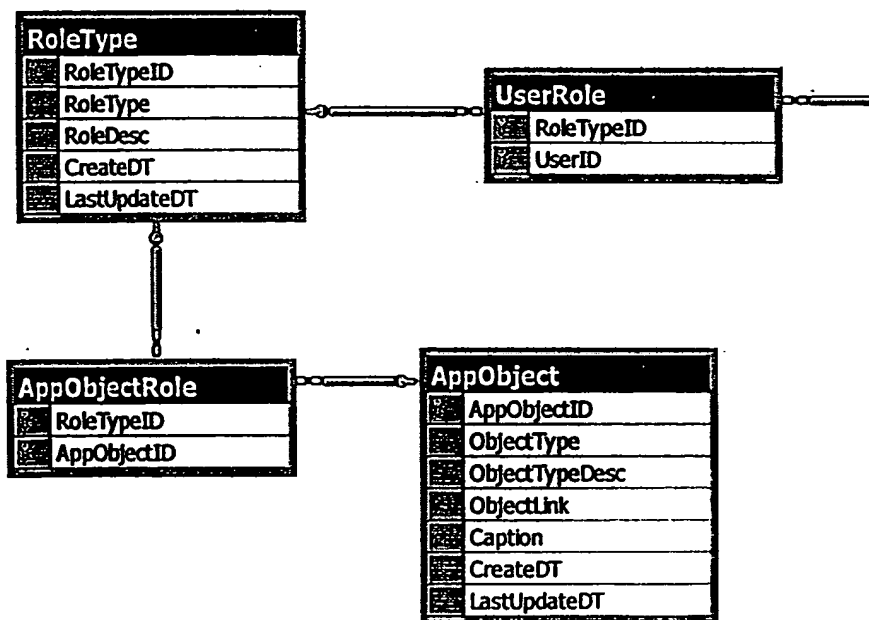 RoleType
RoleTypeID
RoleType
RoleDesc
CreateDT
LastUpdateDT
UserRole
RoleTypeID
UserID
AppObjectRole
RoleTypeID
AppObjectID
AppObject
AppObjectID
ObjectType
ObjectTypeDesc
ObjectLink
Caption
CreateDT
LastUpdateDT